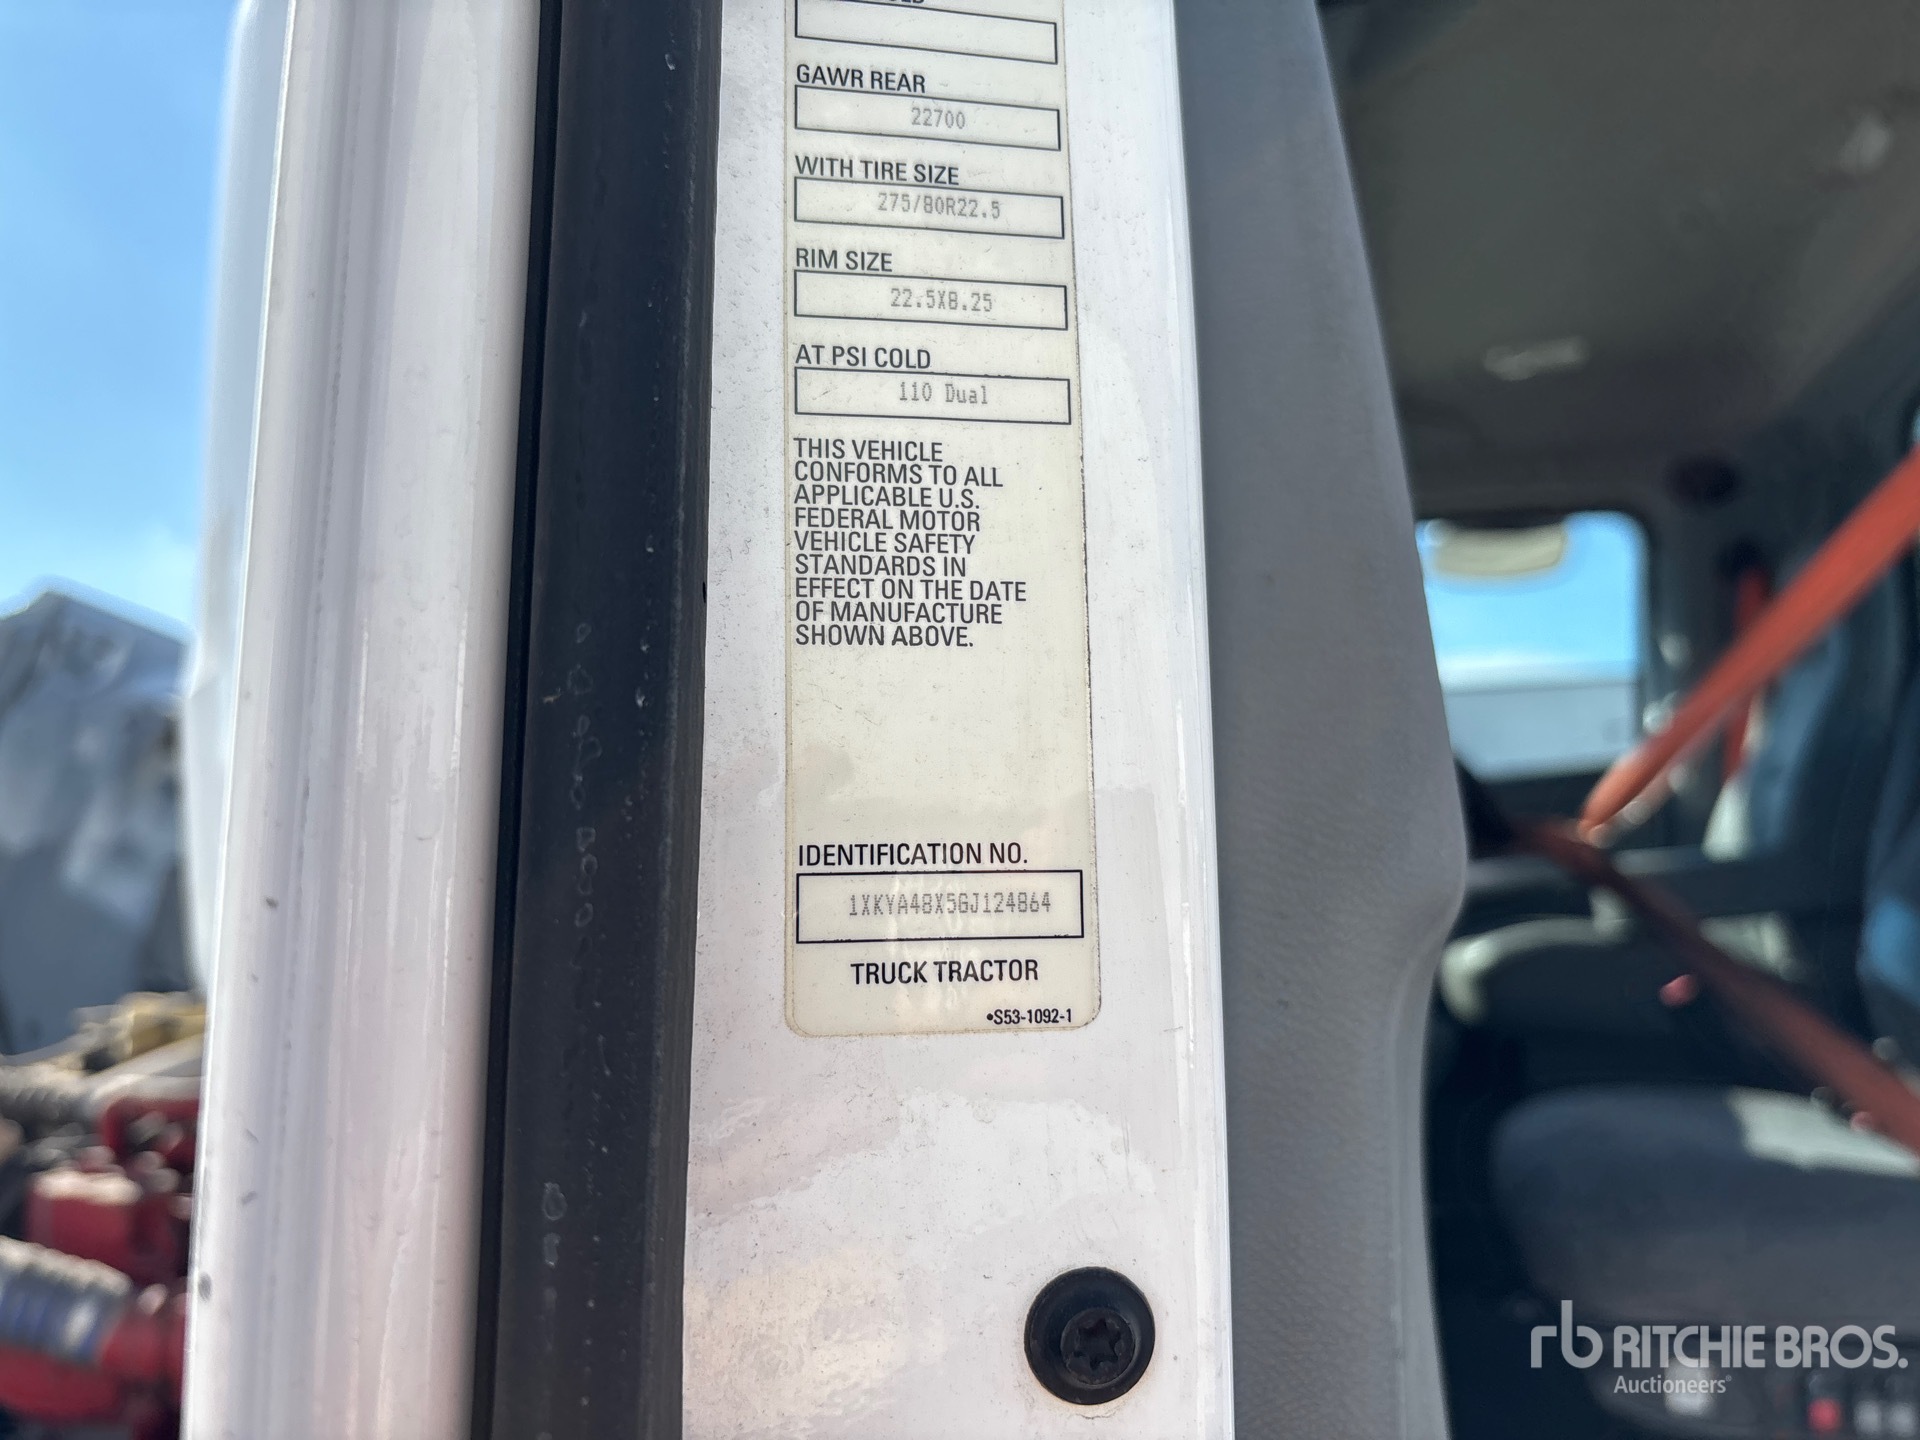 GAWR REAR
22700
WITH TIRE SIZE
275/80R22.5
RIM SIZE
22.5X8.25
AT PSI COLD
110 Dual
THIS VEHICLE
CONFORMS TO ALL
APPLICABLE U.S.
FEDERAL MOTOR
VEHICLE SAFETY
STANDARDS IN
EFFECT ON THE DATE
OF MANUFACTURE
SHOWN ABOVE.
IDENTIFICATION NO.
1XKYA48X5GJ124864
TRUCK TRACTOR
•S53-1092-1
rb RITCHIE BROS.
Auctioneers